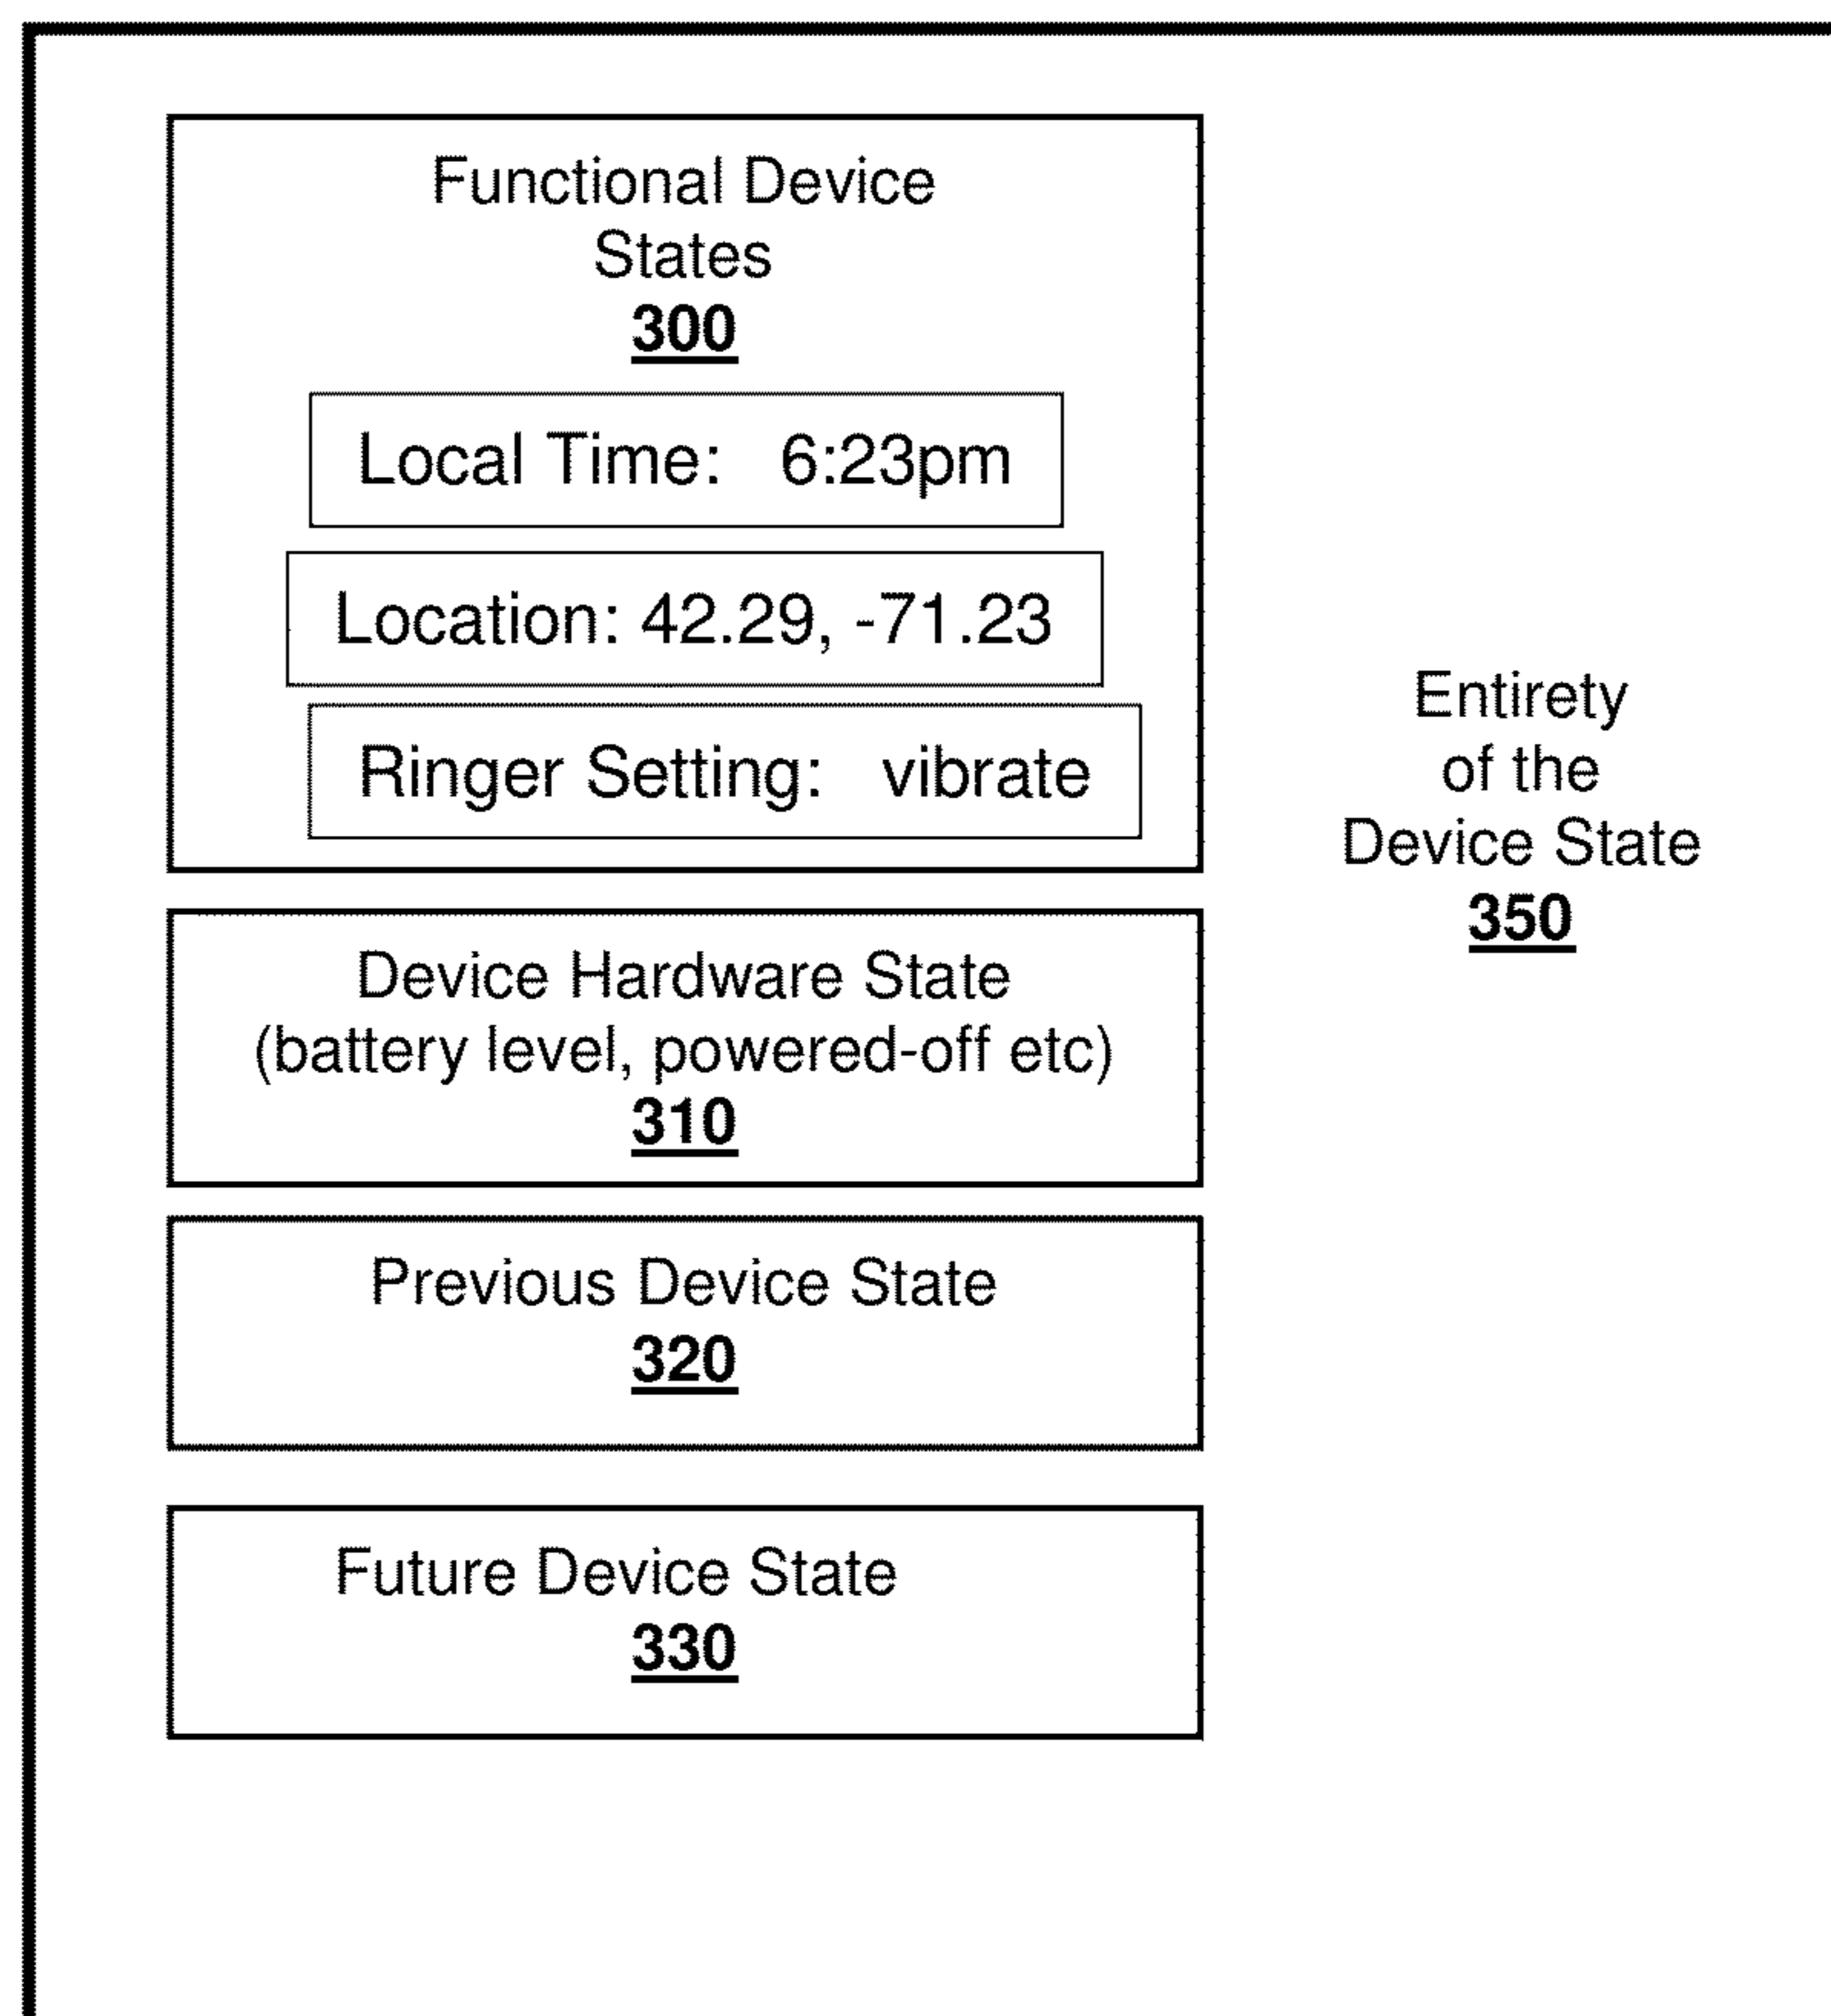 Functional Device
States
300
Local Time: 6:23pm
Location: 42.29, -71.23
Ringer Setting: vibrate
Device Hardware State
(battery level, powered-off etc)
310
Previous Device State
320
Future Device State
330
Entirety
of the
Device State
350